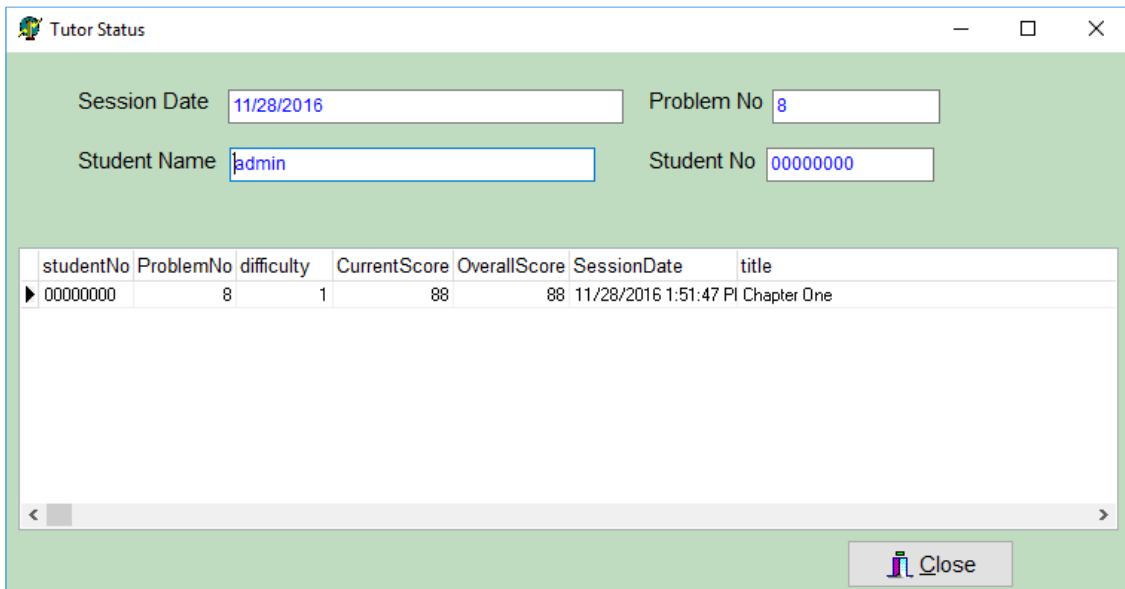 Tutor Status
Session Date 11/28/2016 Problem No 8
Student Name admin Student No 00000000
studentNo ProblemNo difficulty CurrentScore OverallScore SessionDate title
00000000 8 1 88 88 11/28/2016 1:51:47 P Chapter One
Close